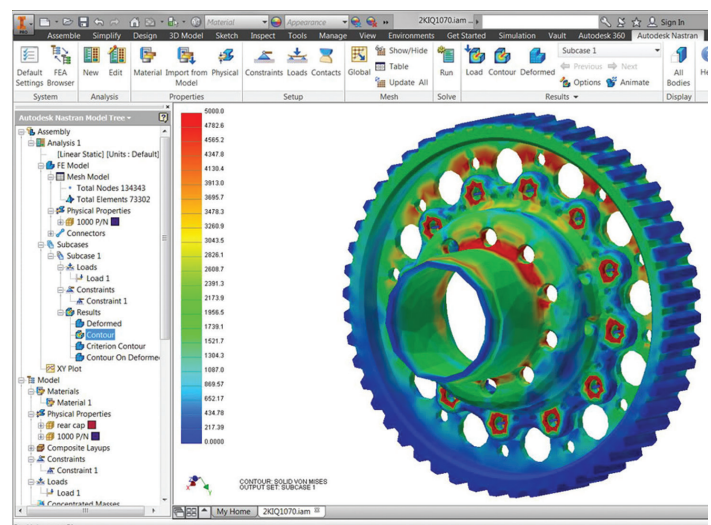 I
PRO
Material
Appearance
2KIQ1070.iam ...
Sign In
Assemble Simplify Design 3D Model Sketch Inspect Tools Manage View Environments Get Started Simulation Vault Autodesk 360 Autodesk Nastran
Default Settings
FEA Browser
New
Edit
Material
Import from Model
Physical
Constraints
Loads
Contacts
Global
Show/Hide
Table
Update All
Run
Load
Contour
Deformed
Subcase 1
Previous
Next
Options
Animate
All Bodies
He
System Analysis Properties Setup Mesh Solve Results Display
Autodesk Nastran Model Tree
Assembly
Analysis 1
[Linear Static] [Units : Default]
FE Model
Mesh Model
Total Nodes 134343
Total Elements 73302
Physical Properties
1000 P/N
Connectors
Subcases
Subcase 1
Loads
Load 1
Constraints
Constraint 1
Results
Deformed
Contour
Criterion Contour
Contour On Deforme
XY Plot
Model
Materials
Material 1
Physical Properties
rear cap
1000 P/N
Composite Layups
Constraints
Constraint 1
Loads
Load 1
Concentrated Masses
5000.0
4782.6
4565.2
4347.8
4130.4
3913.0
3695.7
3478.3
3260.9
3043.5
2826.1
2608.7
2391.3
2173.9
1956.5
1739.1
1521.7
1304.3
1087.0
869.57
652.17
434.78
217.39
0.0000
CONTOUR: SOLID VON MISES
OUTPUT SET: SUBCASE 1
My Home 2KIQ1070.iam